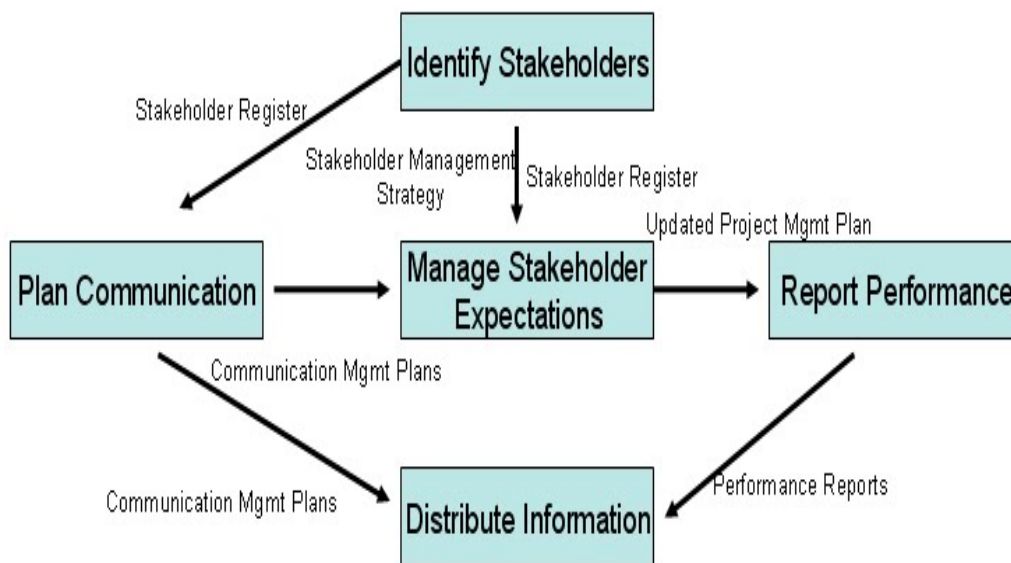 Identify Stakeholders
Stakeholder Register
Stakeholder Management
Strategy
Stakeholder Register
Updated Project Mgmt Plan
Plan Communication
Manage Stakeholder
Expectations
Report Performance
Communication Mgmt Plans
Communication Mgmt Plans
Performance Reports
Distribute Information